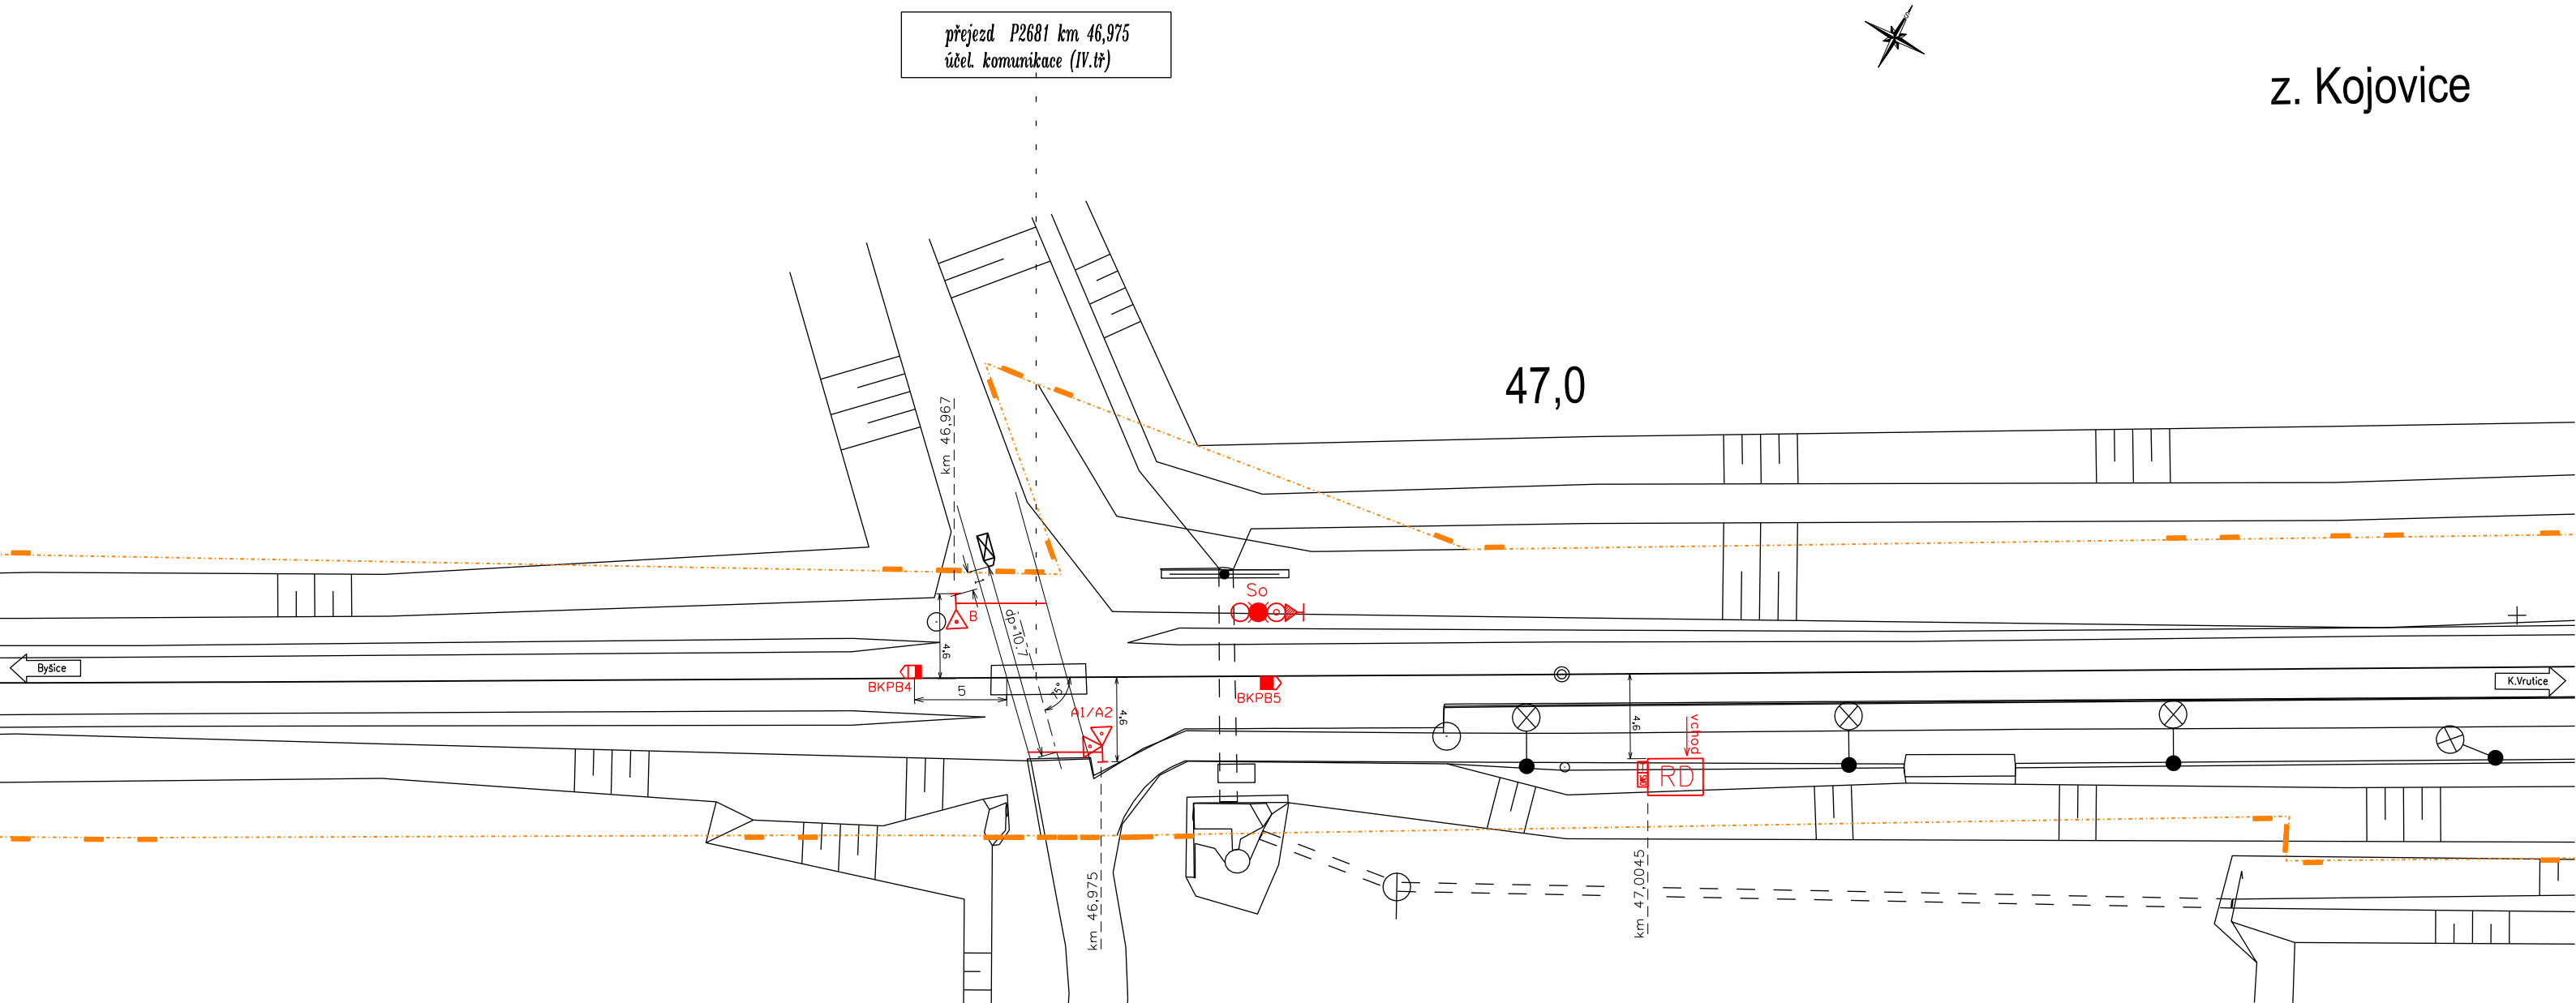 přejezd P2681 km 46,975
účel. komunikace (IV.tř)
z. Kojovice
47,0
km 46,967
1
So
B
dp=10.7
4,6
Byšice
BKPB4
5
75°
BKPB5
K.Vrutice
A1/A2
4,6
4,6
vchod
RD
km 46,975
km 47,0045